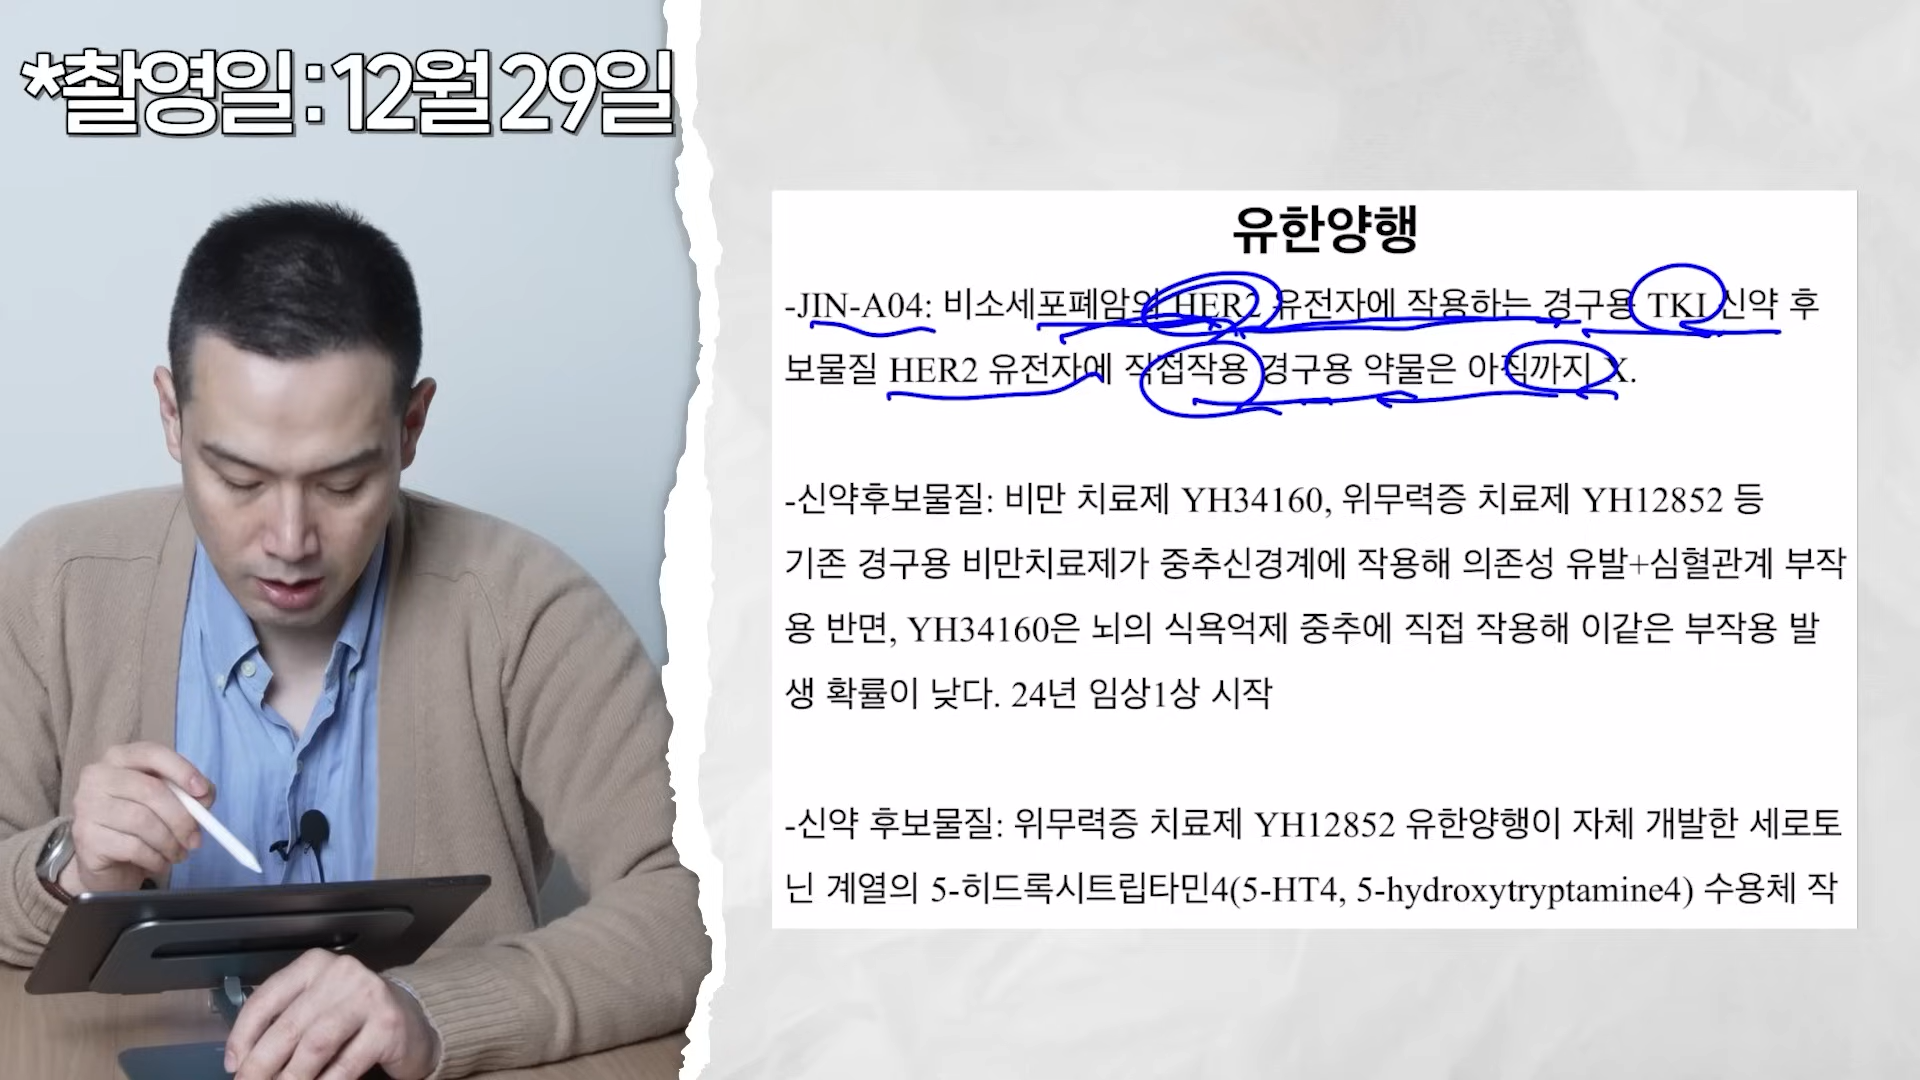 *촬영일 : 12월 29일
유한양행
-JIN-A04: 비소세포폐암의 HER2 유전자에 작용하는 경구용 TKI 신약 후
보물질 HER2 유전자에 직접작용 경구용 약물은 아직까지 X.
-신약후보물질: 비만 치료제 YH34160, 위무력증 치료제 YH12852 등
기존 경구용 비만치료제가 중추신경계에 작용해 의존성 유발+심혈관계 부작
용 반면, YH34160은 뇌의 식욕억제 중추에 직접 작용해 이같은 부작용 발
생 확률이 낮다. 24년 임상1상 시작
-신약 후보물질: 위무력증 치료제 YH12852 유한양행이 자체 개발한 세로토
닌 계열의 5-히드록시트립타민4(5-HT4, 5-hydroxytryptamine4) 수용체 작